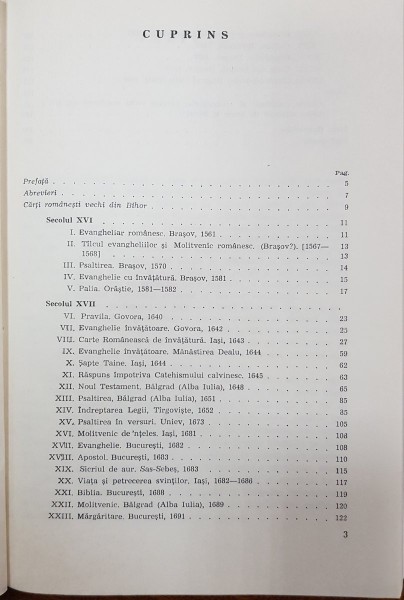 CUPRINS
Pag.
Prefață . . . . . . . . . . . . . . . . . . . . 5
Abrevieri . . . . . . . . . . . . . . . . . . . . 7
Cărți românești vechi din Bihor . . . . . . . . . . . . . . . . 9
Secolul XVI . . . . . . . . . . . . . . . . . . . . 11
I. Evangheliar românesc. Brașov, 1561 . . . . . . . . . . 11
II. Tîlcul evangheliilor și Molitvenic românesc. (Brașov?). [1567— 13
1568] . . . . . . . . . . . . . . . . . . 13
III. Psaltirea. Brașov, 1570 . . . . . . . . . . . . . . 14
IV. Evanghelie cu învățătură. Brașov, 1581 . . . . . . . . . 15
V. Palia. Orăștie, 1581—1582 . . . . . . . . . . . . . 17
Secolul XVII . . . . . . . . . . . . . . . . . . . .
VI. Pravila. Govora, 1640 . . . . . . . . . . . . . . 23
VII. Evanghelie învățătoare. Govora, 1642 . . . . . . . . . . 25
VIII. Carte Românească de învățătură. Iași, 1643 . . . . . . . . 27
IX. Evanghelie învățătoare. Mănăstirea Dealu, 1644 . . . . . . . 59
X. Șapte Taine. Iași, 1644 . . . . . . . . . . . . . . 62
XI. Răspuns împotriva Catehismului calvinesc. 1645 . . . . . . . 63
XII. Noul Testament. Bălgrad (Alba Iulia), 1648 . . . . . . . . 65
XIII. Psaltirea, Bălgrad (Alba Iulia), 1651 . . . . . . . . . . 85
XIV. Îndreptarea Legii, Tîrgoviște, 1652 . . . . . . . . . . 85
XV. Psaltirea în versuri. Uniev, 1673 . . . . . . . . . . . 105
XVI. Molitvenic de-nțeles. Iași, 1681 . . . . . . . . . . . 108
XVII. Evanghelie. București, 1682 . . . . . . . . . . . . 108
XVIII. Apostol. București, 1683 . . . . . . . . . . . . . 110
XIX. Sicriul de aur. Sas-Sebeș, 1683 . . . . . . . . . . . 115
XX. Viața și petrecerea svinților. Iași, 1682—1686 . . . . . . . 117
XXI. Biblia. București, 1688 . . . . . . . . . . . . . 119
XXII. Molitvenic. Bălgrad (Alba Iulia), 1689 . . . . . . . . . 120
XXIII. Mărgăritare. București, 1691 . . . . . . . . . . . . 122
3